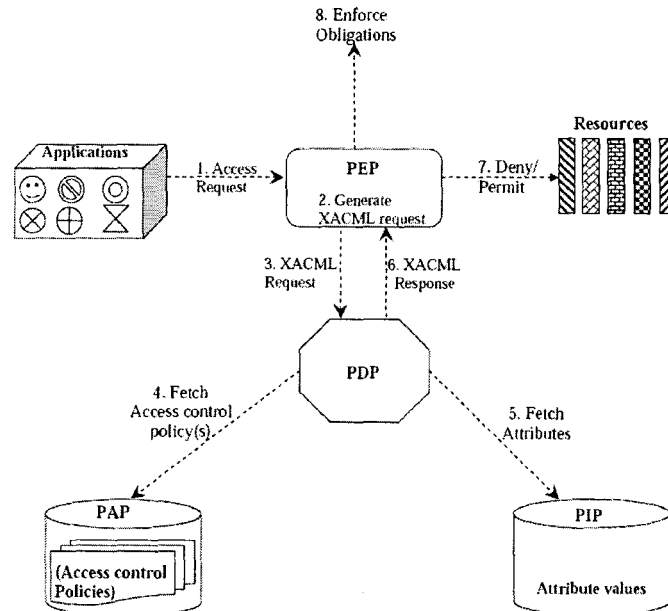 8. Enforce
Obligations
Applications
1. Access
Request
PEP
2. Generate
XACML request
7. Deny/
Permit
Resources
3. XACML
Request
6. XACML
Response
PDP
4. Fetch
Access control
policy(s)
5. Fetch
Attributes
PAP
(Access control
Policies)
PIP
Attribute values